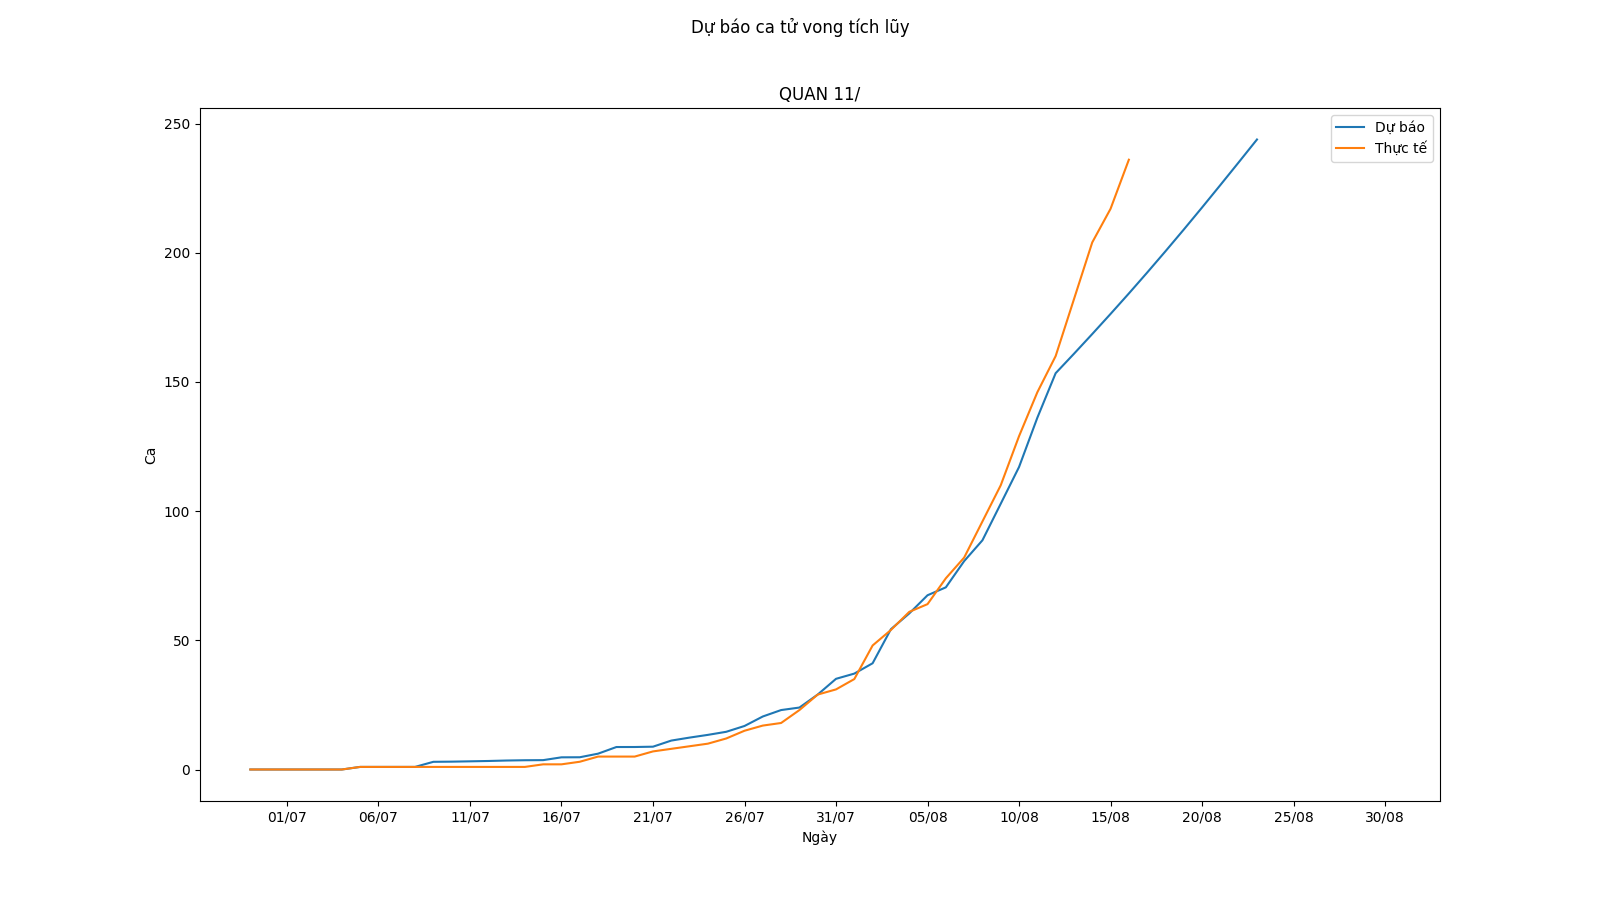 Dự báo ca tử vong tích lũy
QUAN 11/
250
200
150
100
50
0
Ca
Dự báo
Thực tế
01/07 06/07 11/07 16/07 21/07 26/07 31/07 05/08 10/08 15/08 20/08 25/08 30/08
Ngày